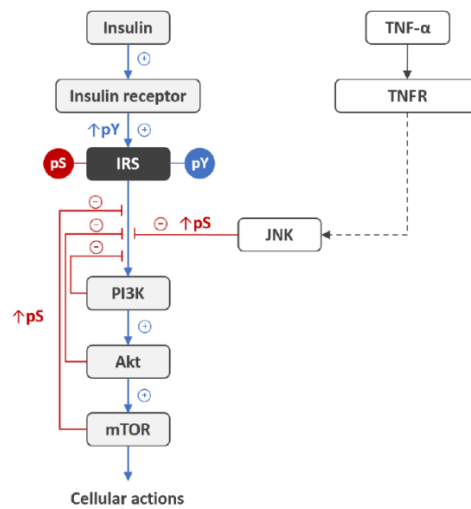 Insulin
TNF-α
⊕
Insulin receptor
TNFR
↑pY ⊕
pS IRS pY
⊖
⊖
⊖ ↑pS
JNK
⊖
PI3K
↑pS
⊕
Akt
⊕
mTOR
Cellular actions